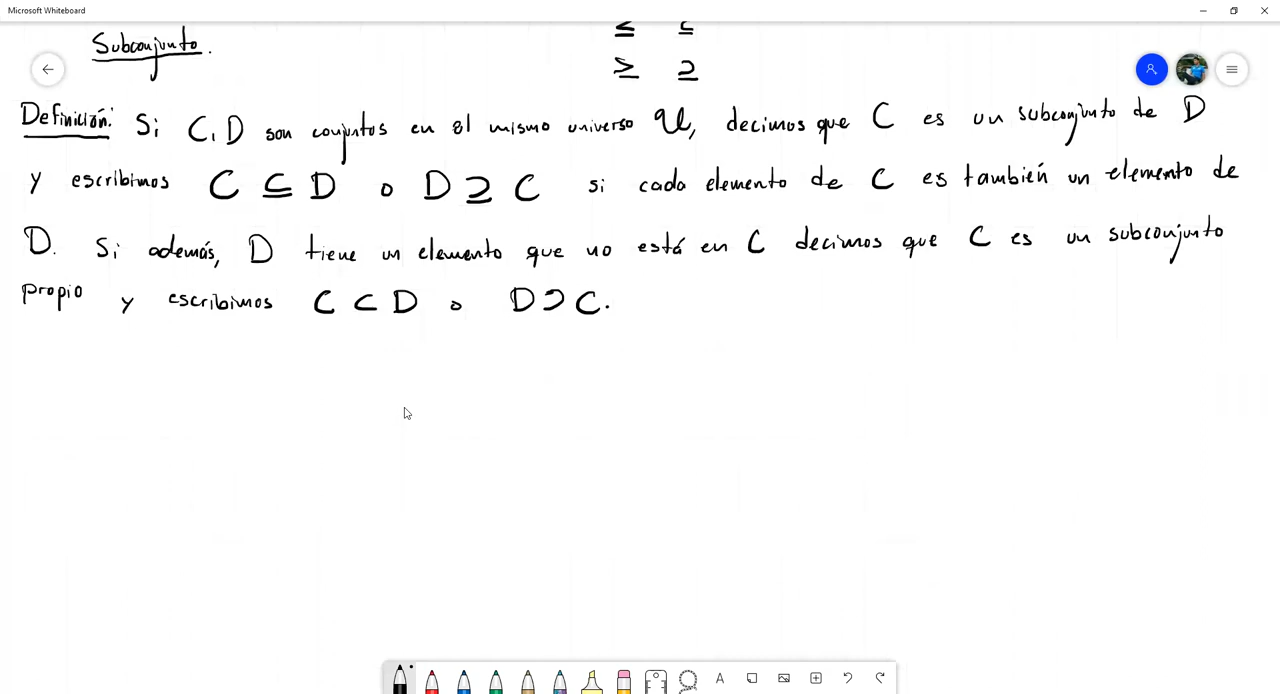 Microsoft Whiteboard
≤ ⊆
Subconjunto.
≥ ⊇
Definición: Si C, D son conjuntos en el mismo universo U, decimos que C es un subconjunto de D
y escribimos C ⊆ D o D ⊇ C si cada elemento de C es también un elemento de
D. Si además, D tiene un elemento que no está en C decimos que C es un subconjunto
propio y escribimos C ⊂ D o D ⊃ C.
A